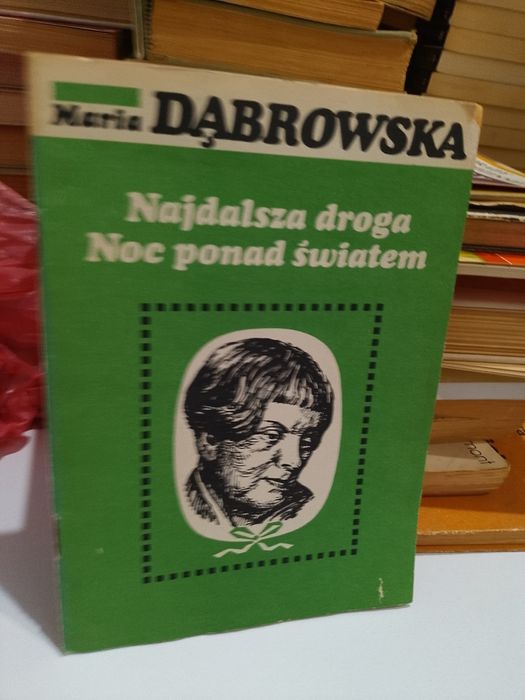 Maria DĄBROWSKA
Najdalsza droga
Noc ponad światem